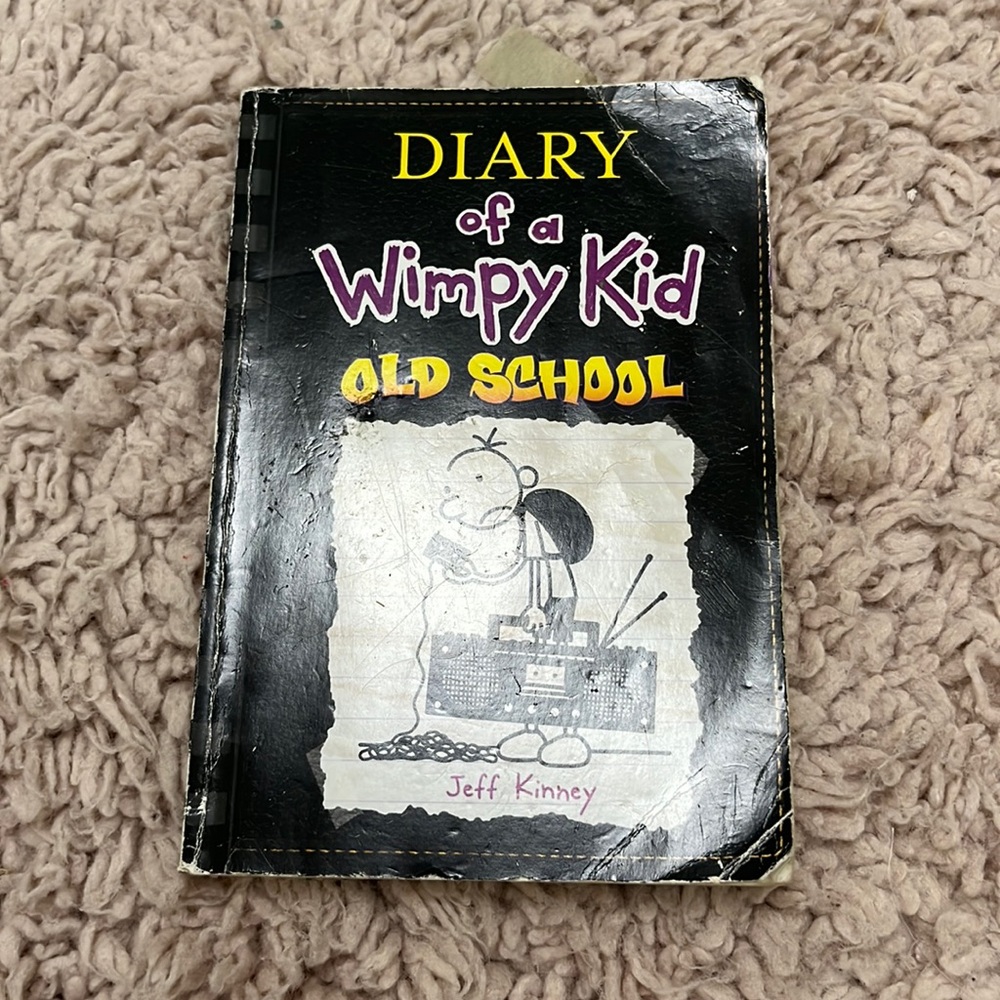 DIARY
of a
Wimpy Kid
OLD SCHOOL
Jeff Kinney